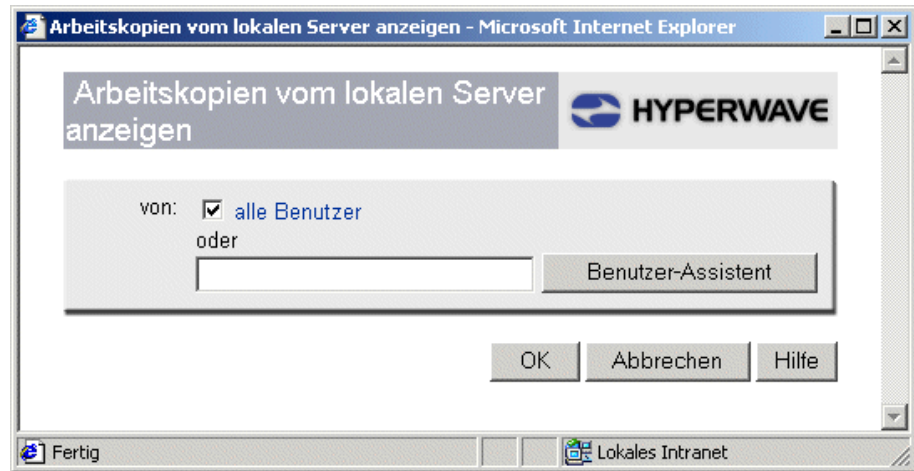 Arbeitskopien vom lokalen Server anzeigen - Microsoft Internet Explorer
Arbeitskopien vom lokalen Server
anzeigen
HYPERWAVE
von: alle Benutzer
oder
Benutzer-Assistent
OK Abbrechen Hilfe
Fertig Lokales Intranet